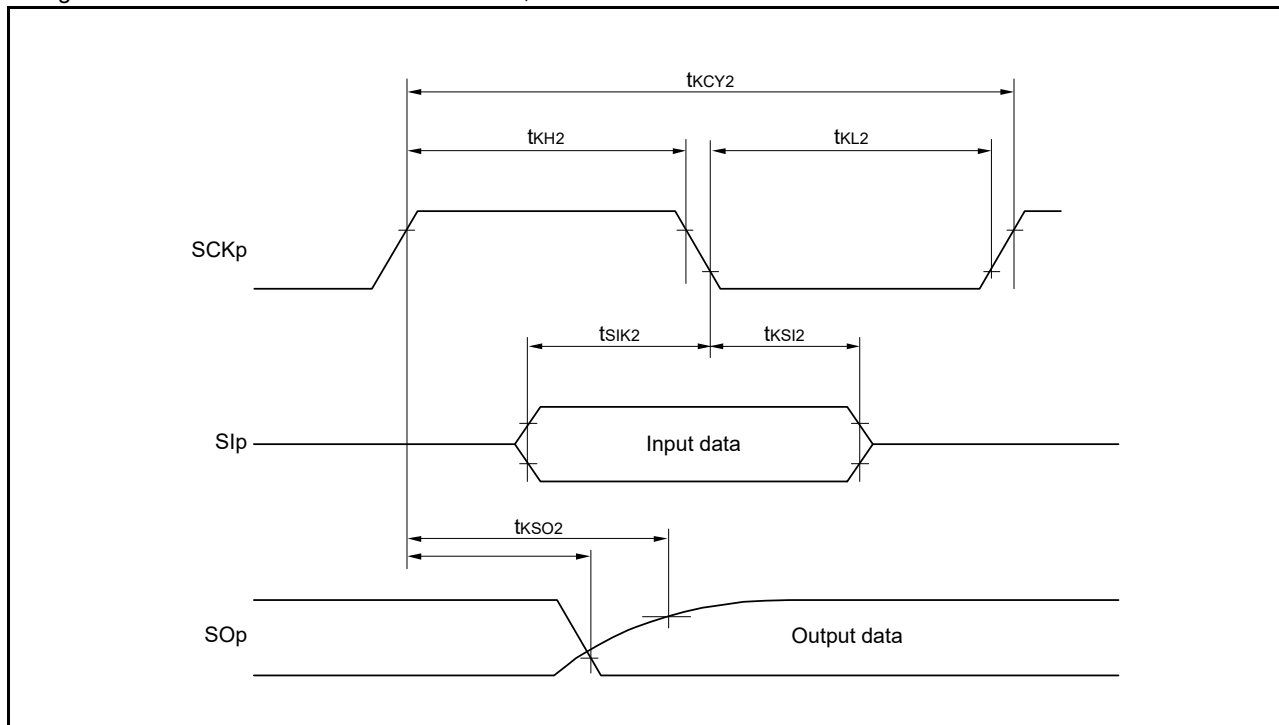 tKCY2
tKH2
tKL2
SCKp
tSIK2
tKSI2
SIp
Input data
tKSO2
SOp
Output data